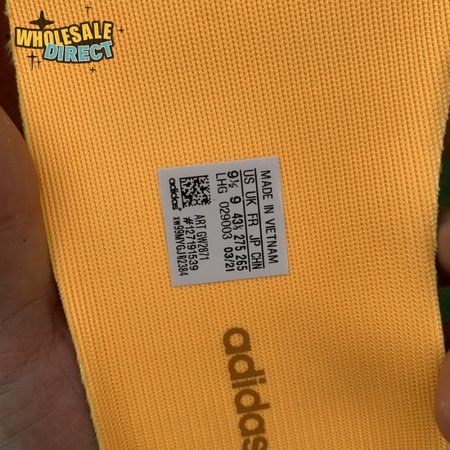 WHOLESALE
DIRECT
MADE IN VIETNAM
US UK FR JP CHN
9½ 9 43⅓ 275 265
LHG 029003 03/21
adidas
ART GW2871
#127191539
xw99MYGJN2384
adidas